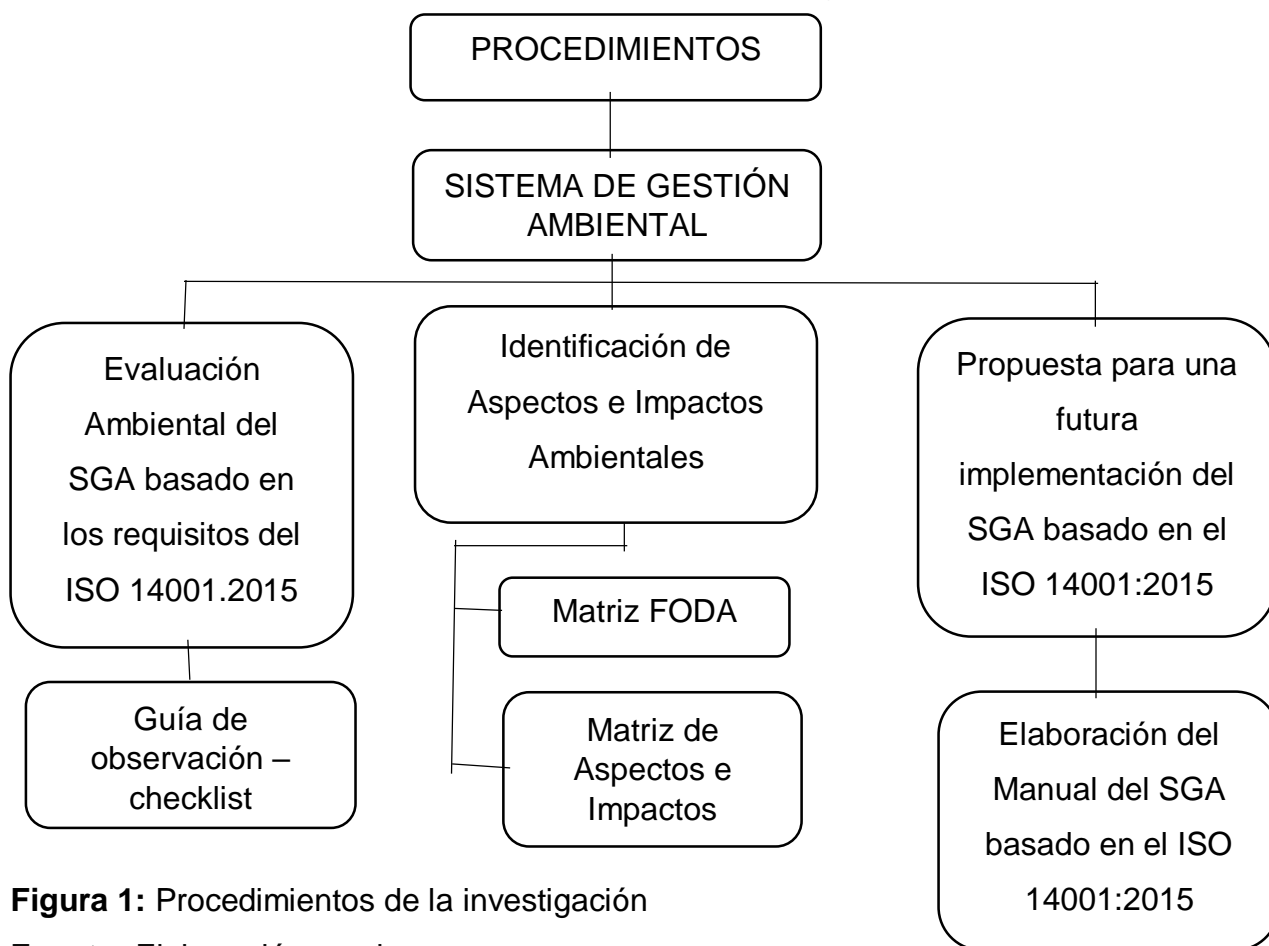 PROCEDIMIENTOS
SISTEMA DE GESTIÓN
AMBIENTAL
Evaluación
Ambiental del
SGA basado en
los requisitos del
ISO 14001.2015
Guía de
observación –
checklist
Identificación de
Aspectos e Impactos
Ambientales
Matriz FODA
Matriz de
Aspectos e
Impactos
Propuesta para una
futura
implementación del
SGA basado en el
ISO 14001:2015
Elaboración del
Manual del SGA
basado en el ISO
14001:2015
Figura 1: Procedimientos de la investigación